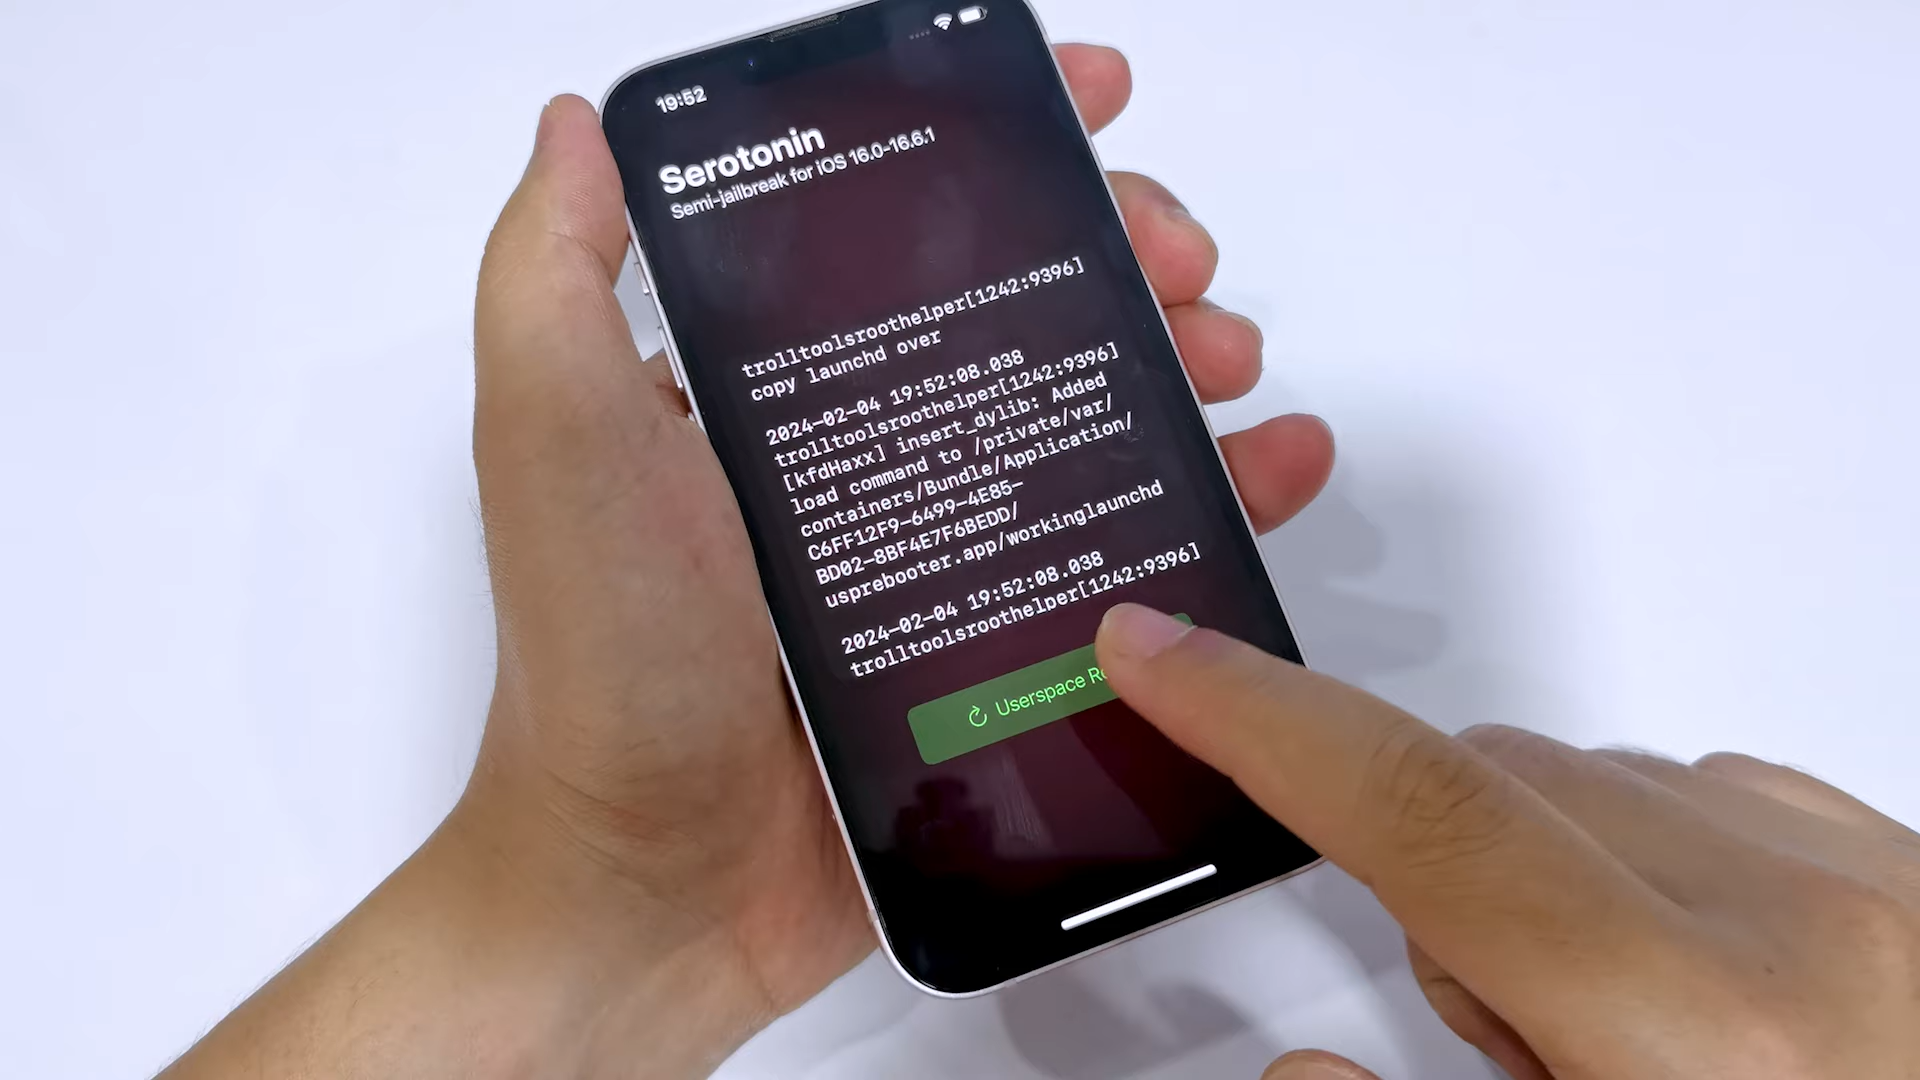 19:52
Serotonin
Semi-jailbreak for iOS 16.0-16.6.1
trolltoolsroothelper[1242:9396]
copy launchd over
2024-02-04 19:52:08.038
trolltoolsroothelper[1242:9396]
[kfdHaxx] insert_dylib: Added
load command to /private/var/
containers/Bundle/Application/
C6FF12F9-6499-4E85-
BD02-8BF4E7F6BEDD/
usprebooter.app/workinglaunchd
2024-02-04 19:52:08.038
trolltoolsroothelper[1242:9396]
Userspace